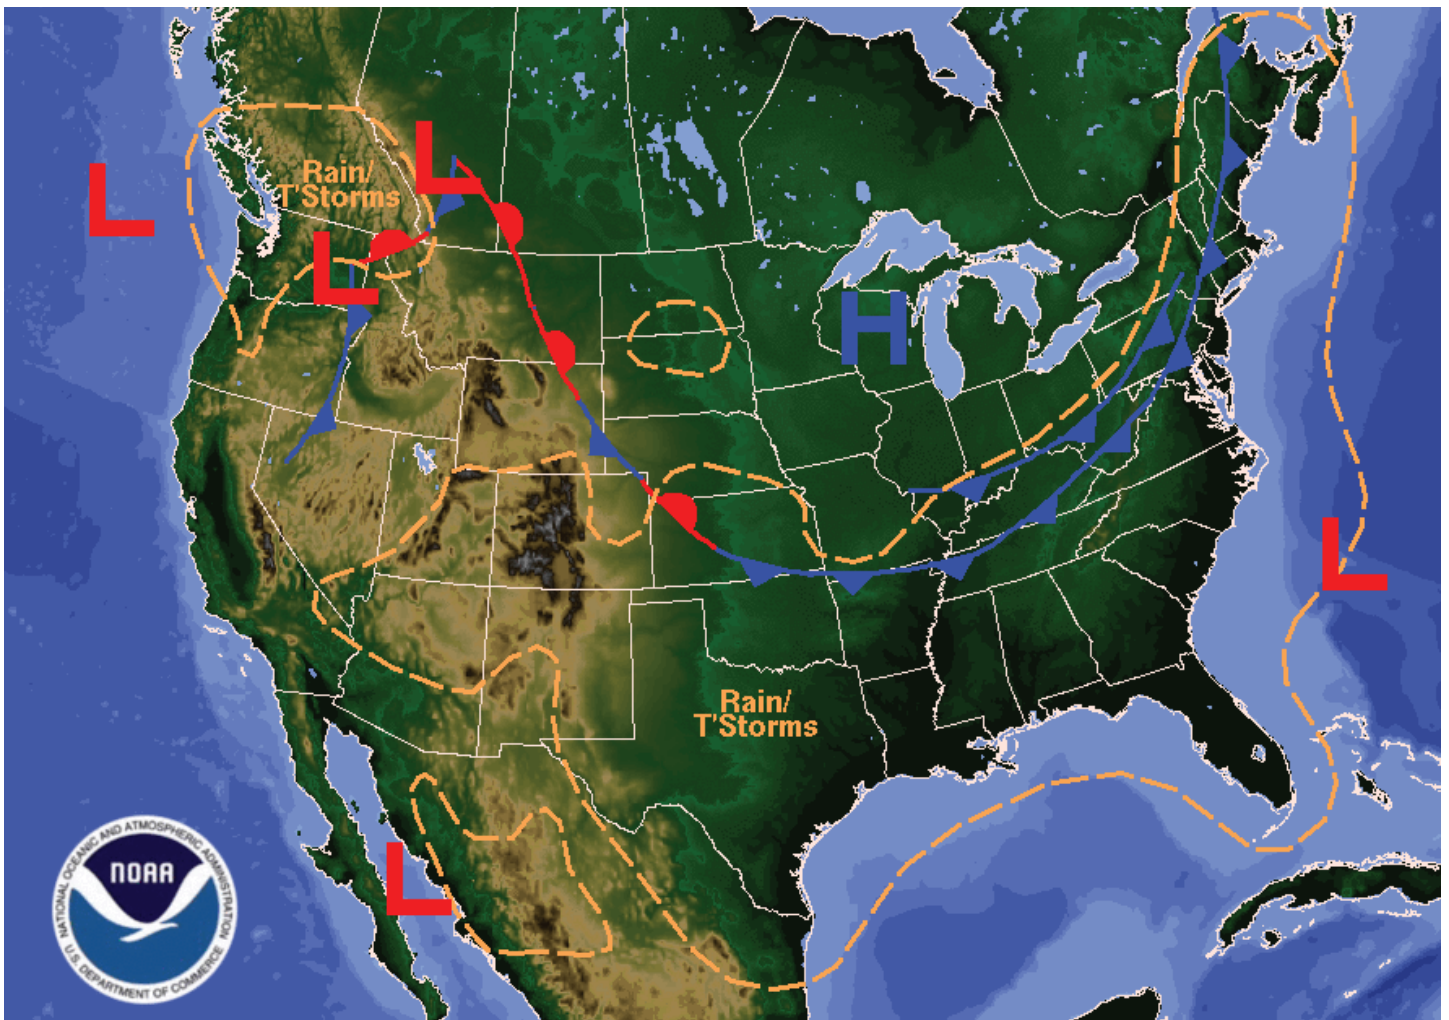 L
L
Rain/
T'Storms
L
H
L
Rain/
T'Storms
L
NATIONAL OCEANIC AND ATMOSPHERIC ADMINISTRATION
NOAA
U.S. DEPARTMENT OF COMMERCE